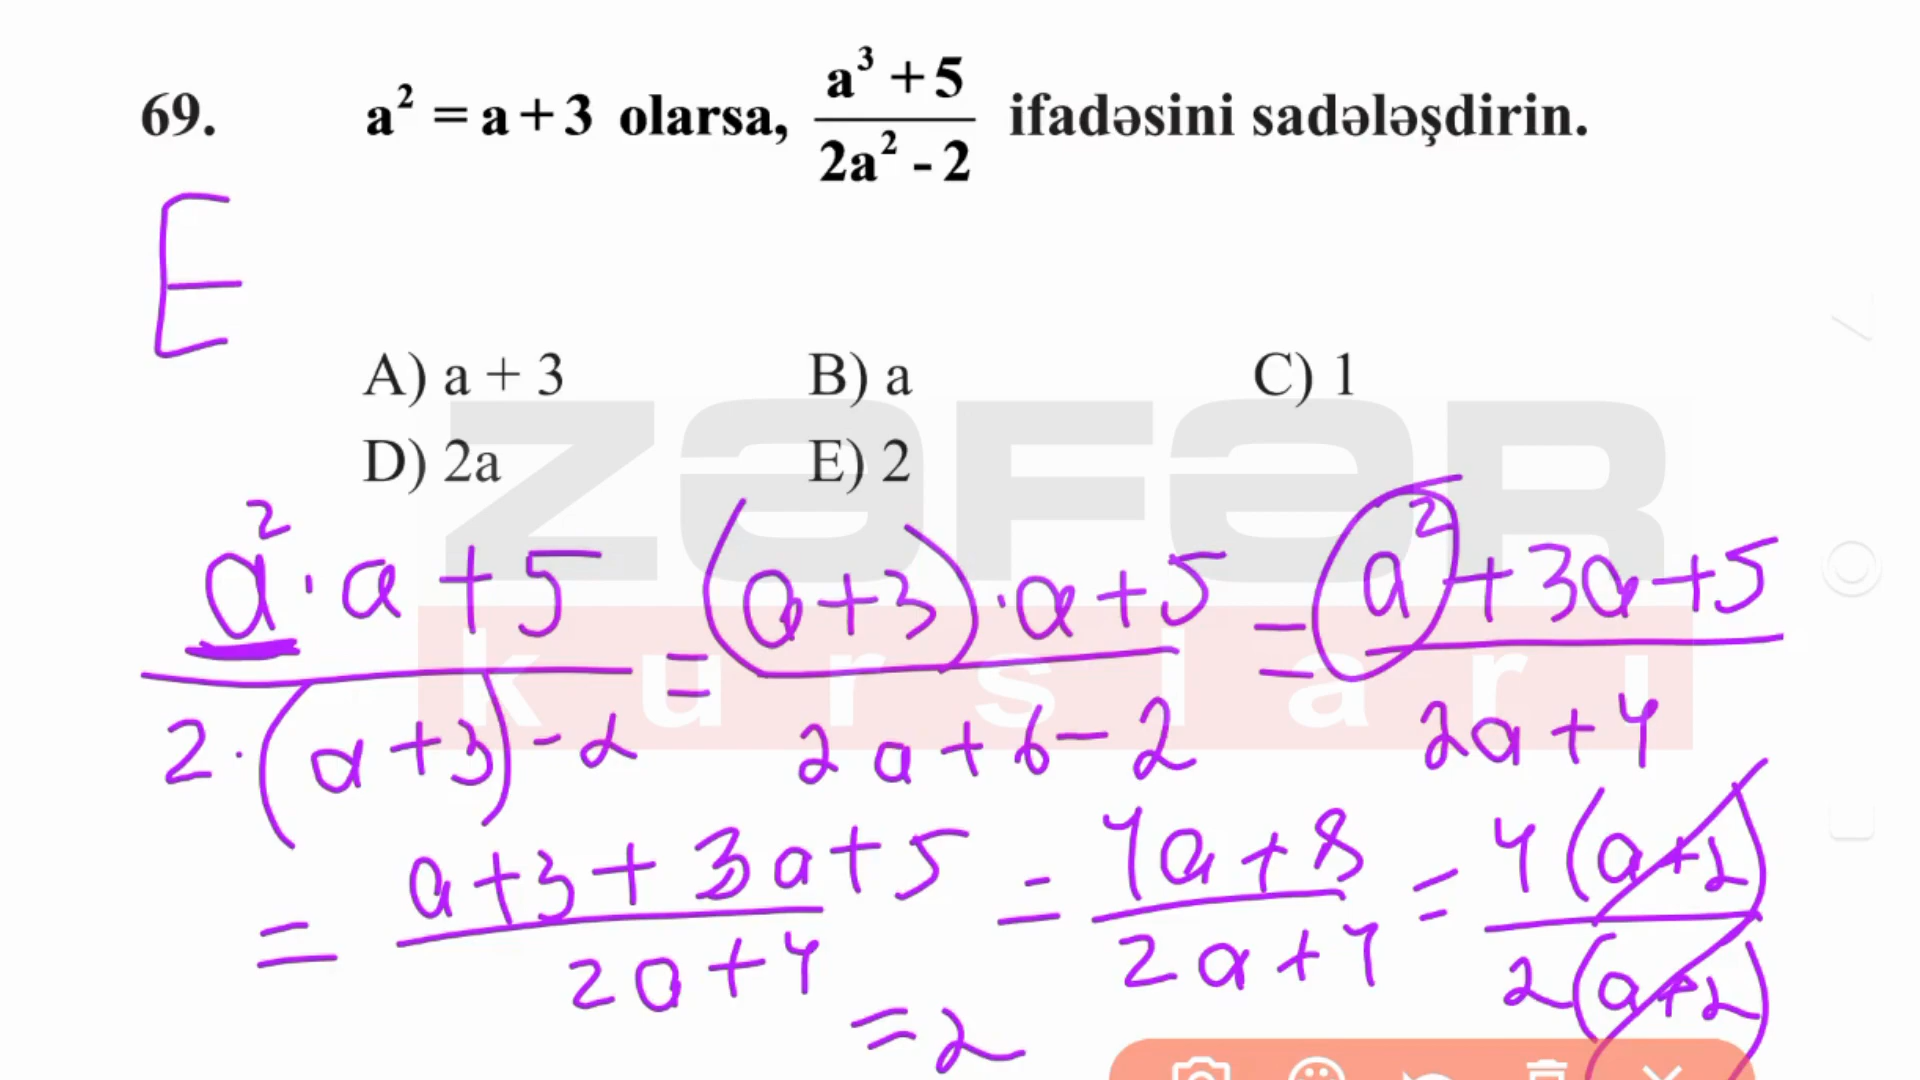 69. a² = a + 3 olarsa, (a³ + 5)/(2a² - 2) ifadəsini sadələşdirin.
E
A) a + 3 B) a C) 1
D) 2a E) 2
ZƏFƏR
kursları
(a²·a+5)/(2·(a+3)-2) = ((a+3)·a+5)/(2a+6-2) = (a²+3a+5)/(2a+4)
= (a+3+3a+5)/(2a+4) = (4a+8)/(2a+4) = 4(a+2)/2(a+2)
=2